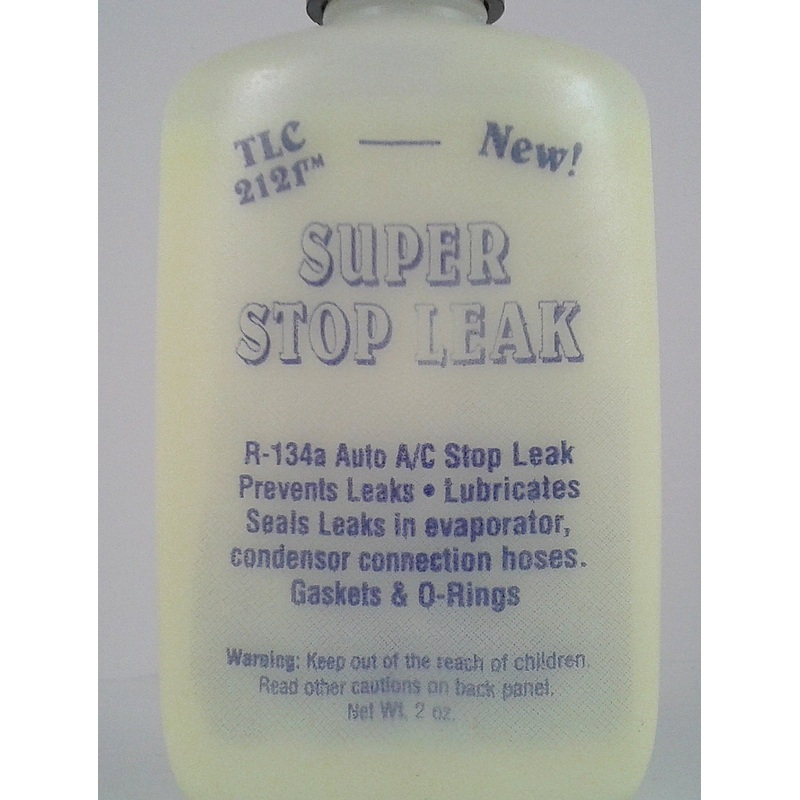 TLC — New!
2121™
SUPER
STOP LEAK
R-134a Auto A/C Stop Leak
Prevents Leaks • Lubricates
Seals Leaks in evaporator,
condensor connection hoses.
Gaskets & O-Rings
Warning: Keep out of the reach of children.
Read other cautions on back panel.
Net Wt. 2 oz.